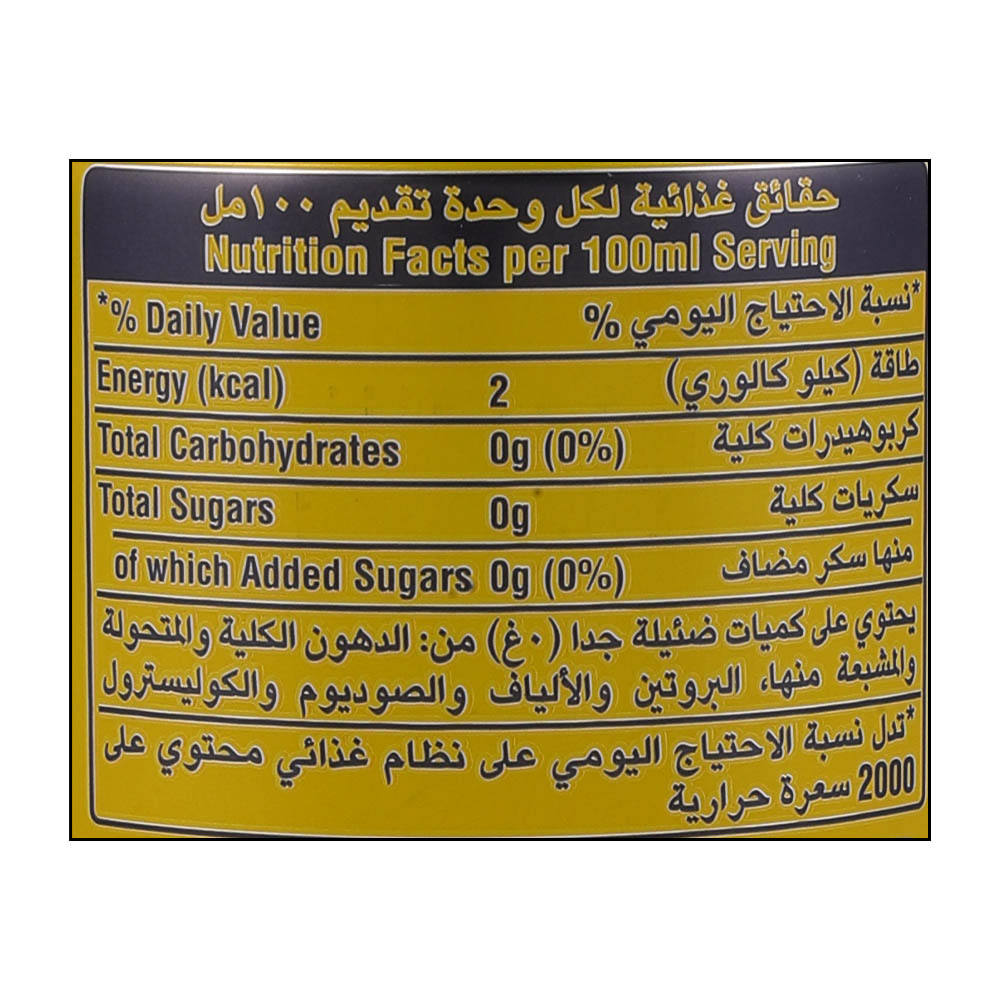 حقائق غذائية لكل وحدة تقديم ١٠٠مل
Nutrition Facts per 100ml Serving
*% Daily Value *نسبة الاحتياج اليومي %
Energy (kcal) 2 طاقة (كيلو كالوري)
Total Carbohydrates 0g (0%) كربوهيدرات كلية
Total Sugars 0g سكريات كلية
of which Added Sugars 0g (0%) منها سكر مضاف
يحتوي على كميات ضئيلة جدا (٠غ) من: الدهون الكلية والمتحولة
والمشبعة منها، البروتين والألياف والصوديوم والكوليسترول
*تدل نسبة الاحتياج اليومي على نظام غذائي محتوي على
2000 سعرة حرارية